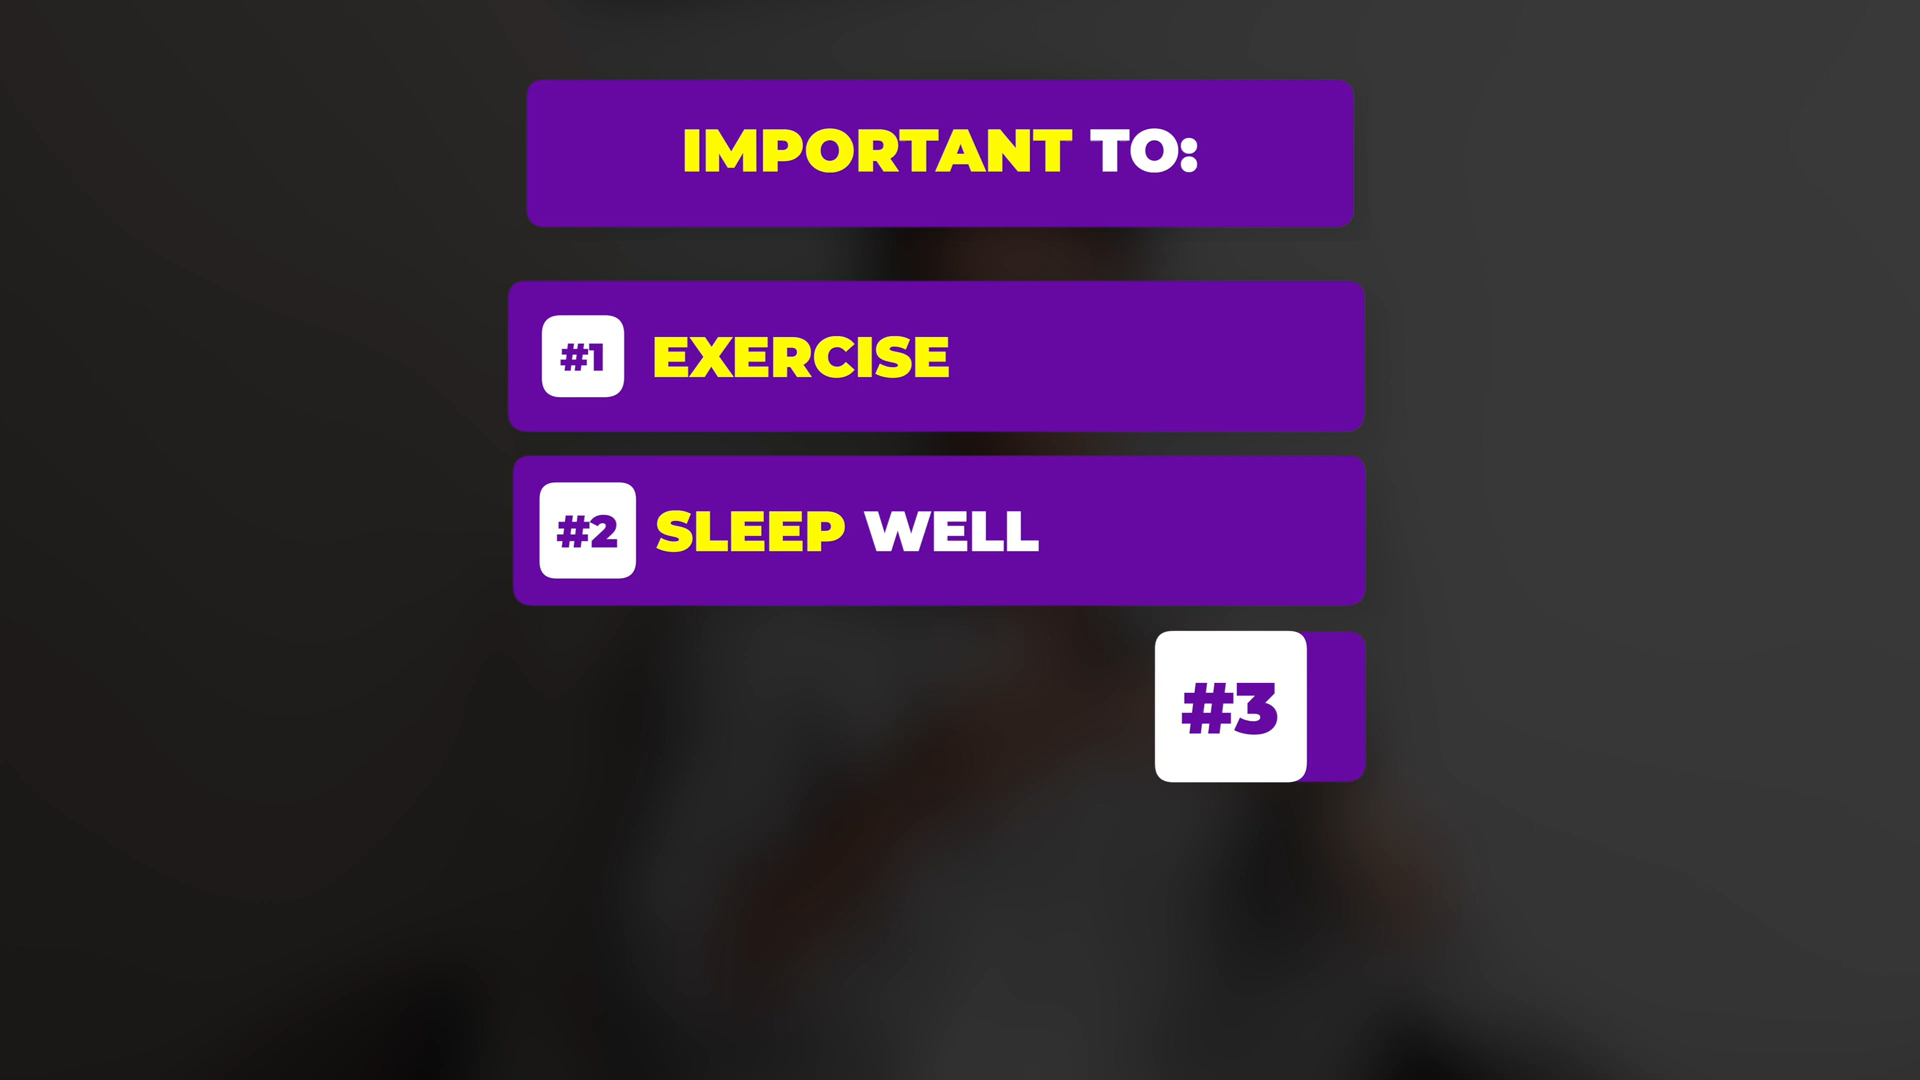 IMPORTANT TO:
#1 EXERCISE
#2 SLEEP WELL
#3